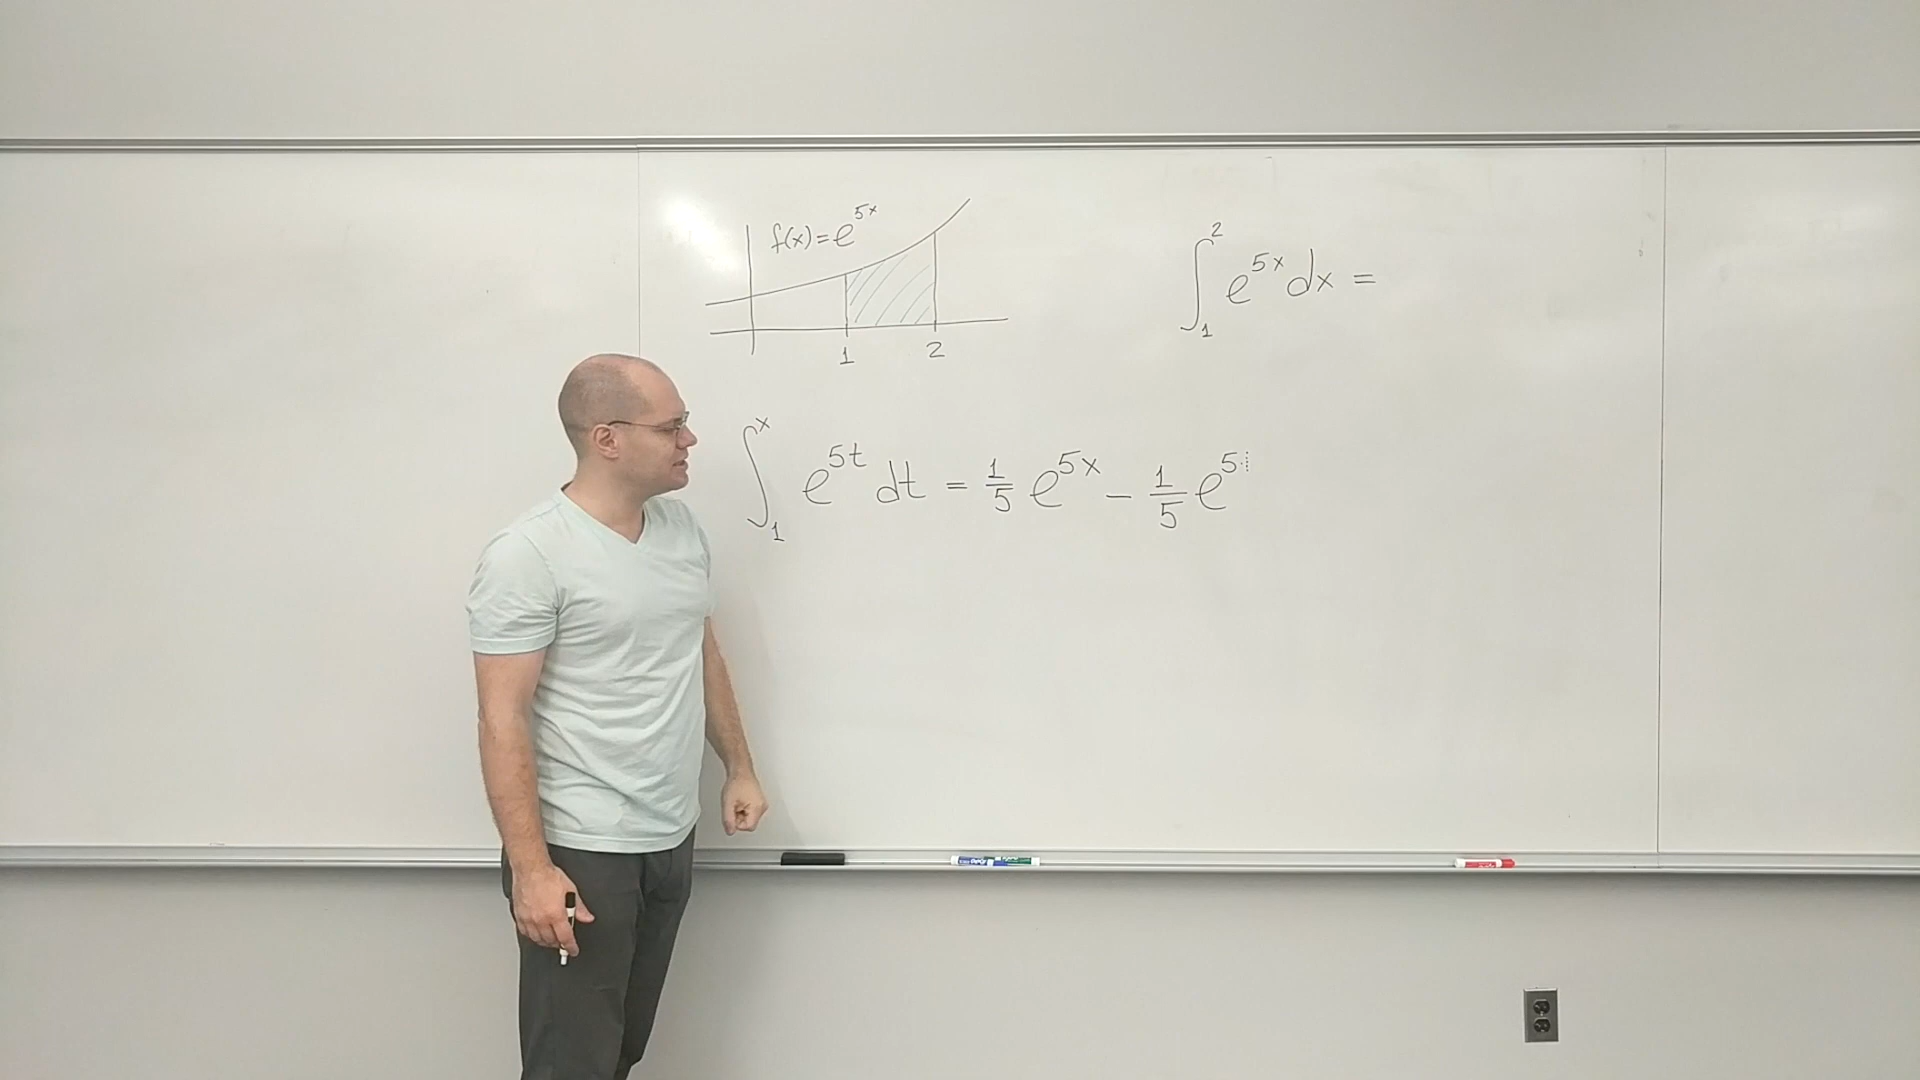 f(x)=e^{5x}
1 2
∫_1^2 e^{5x} dx =
∫_1^x e^{5t} dt = 1/5 e^{5x} - 1/5 e^5